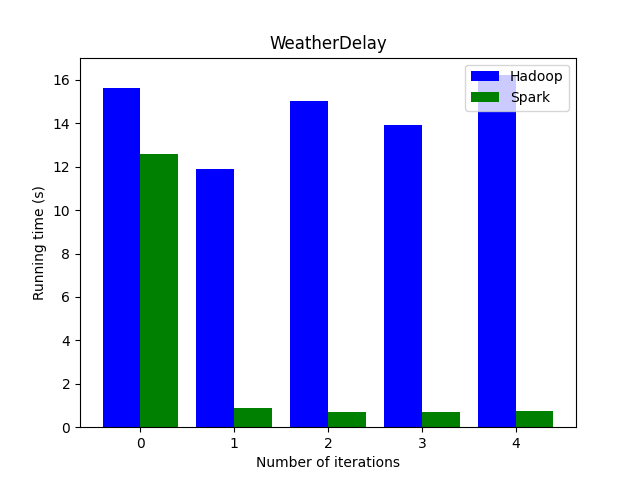 WeatherDelay
Hadoop
Spark
Running time (s)
16
14
12
10
8
6
4
2
0
0 1 2 3 4
Number of iterations